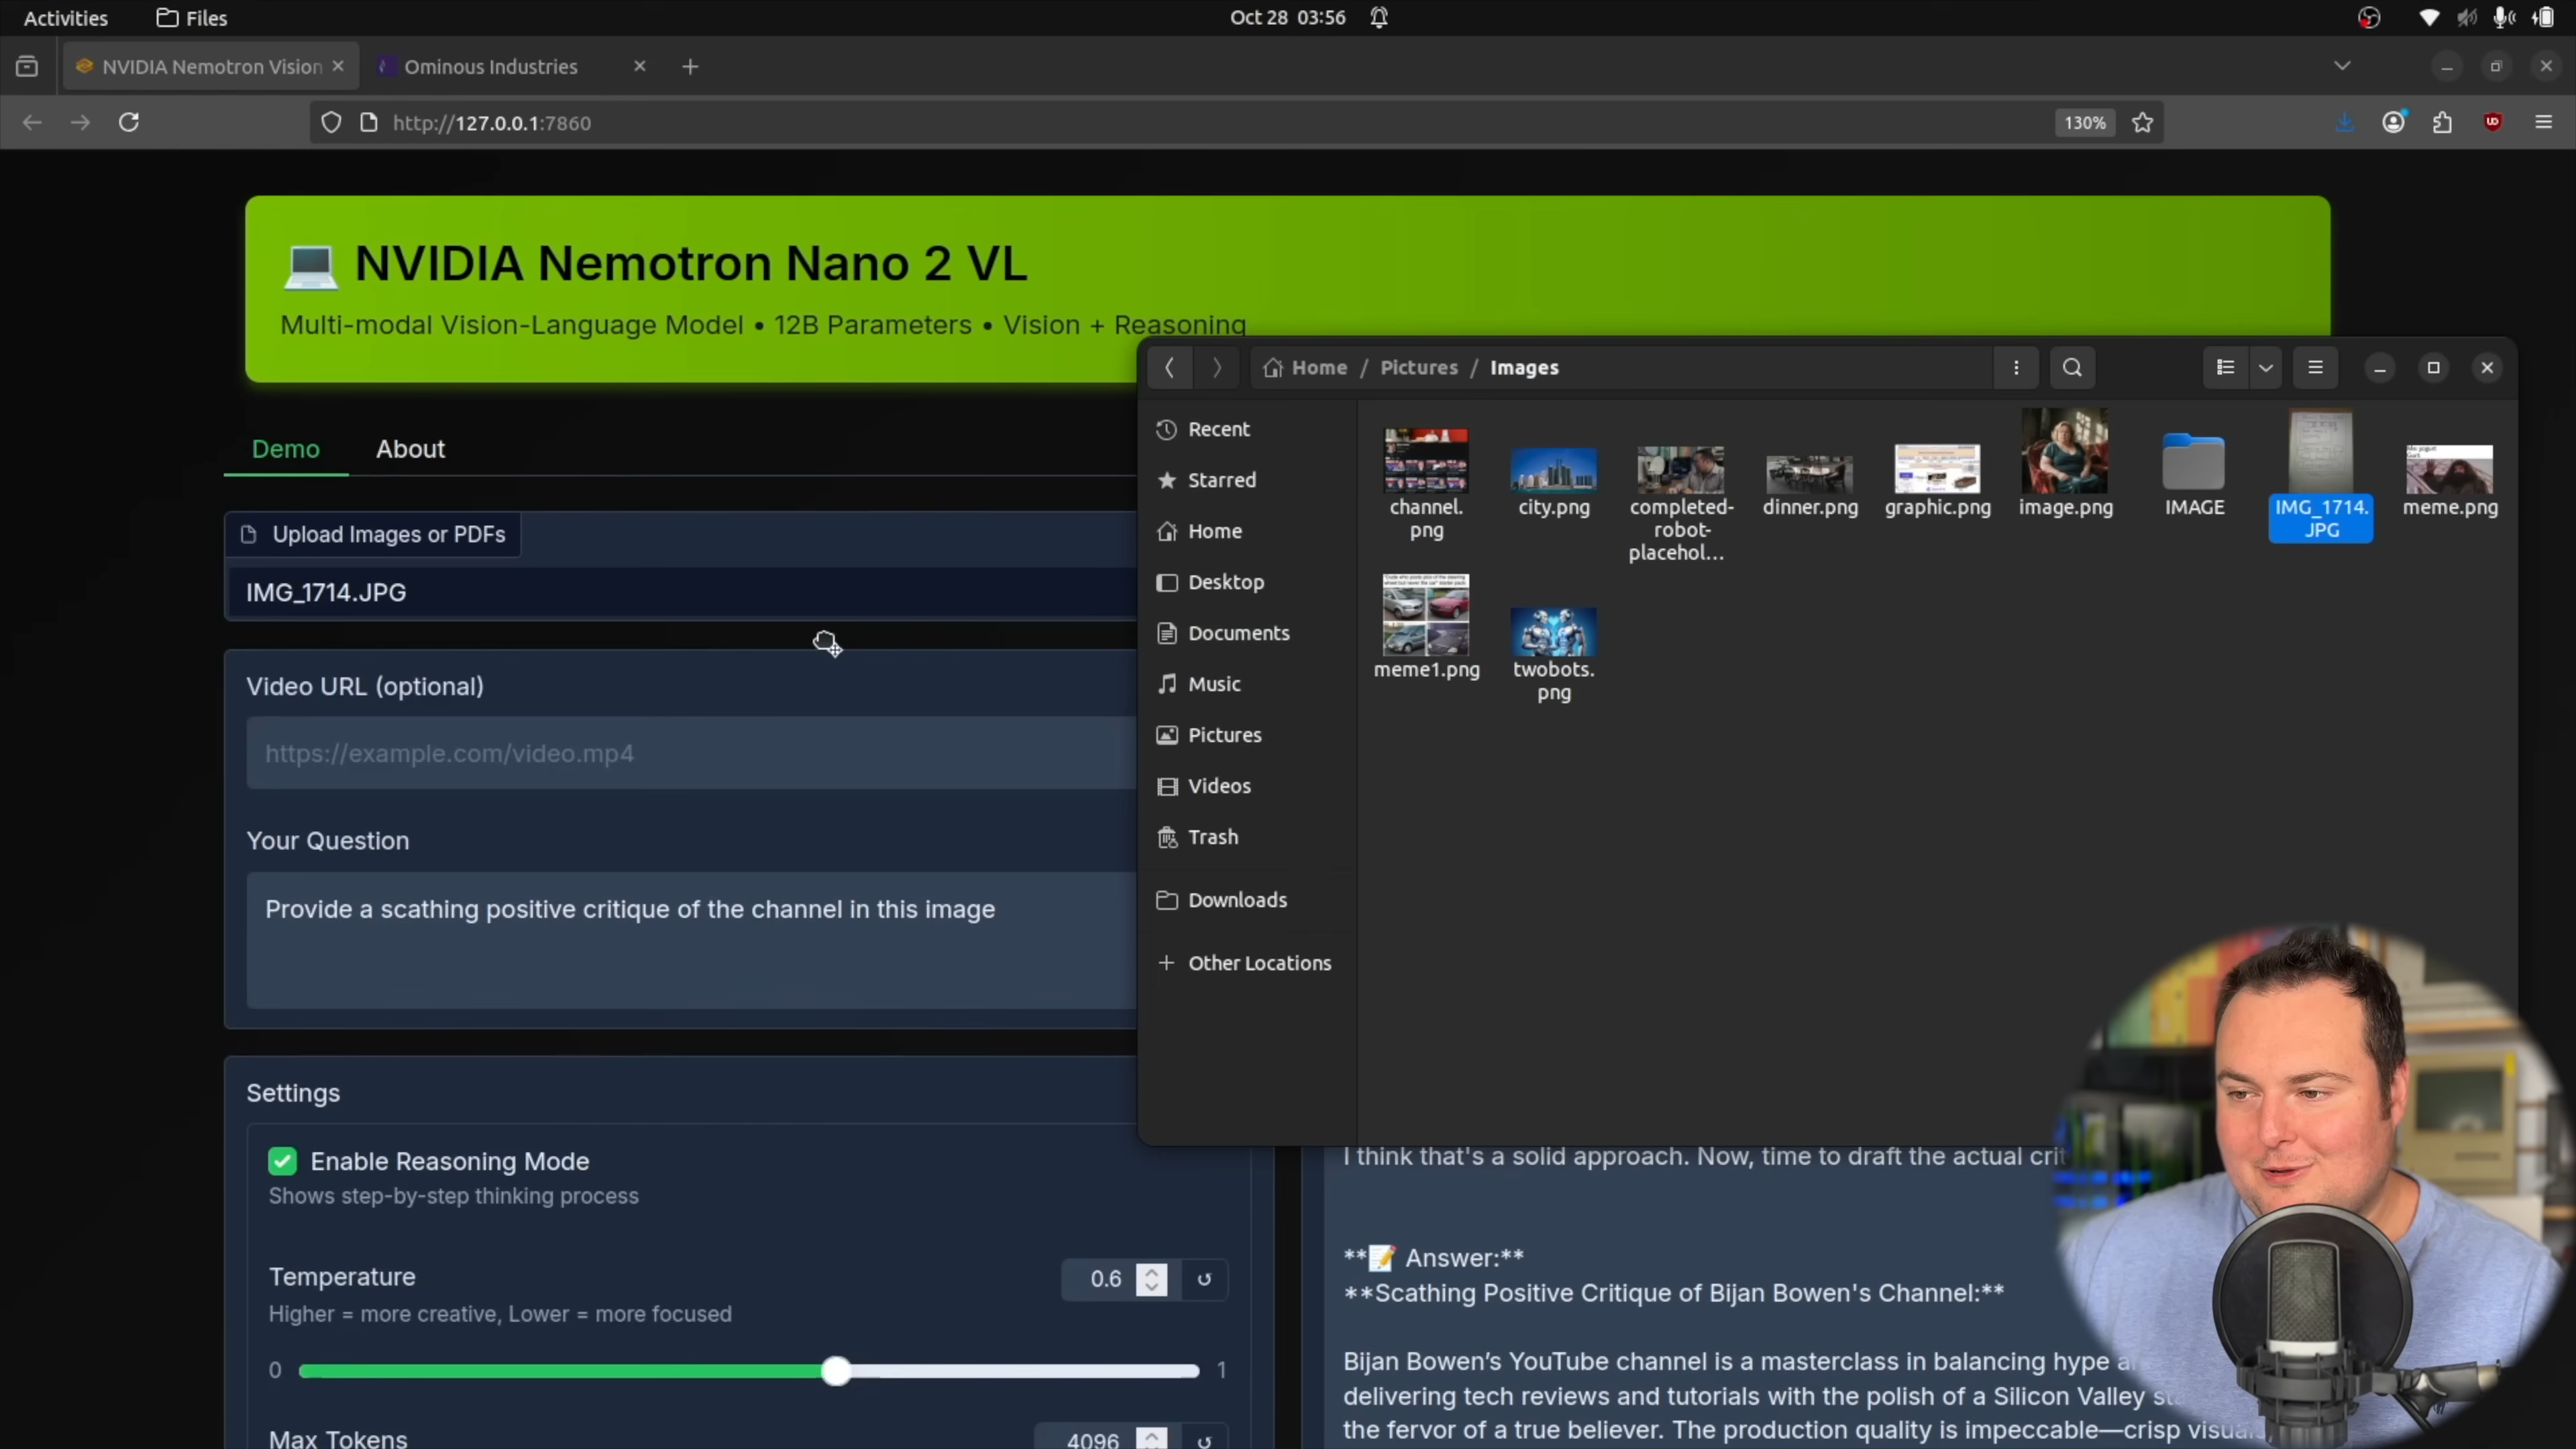 Activities Files Oct 28 03:56
NVIDIA Nemotron Vision Ominous Industries
http://127.0.0.1:7860 130%
NVIDIA Nemotron Nano 2 VL
Multi-modal Vision-Language Model • 12B Parameters • Vision + Reasoning
Demo About
Upload Images or PDFs
IMG_1714.JPG
Video URL (optional)
https://example.com/video.mp4
Your Question
Provide a scathing positive critique of the channel in this image
Settings
Enable Reasoning Mode
Shows step-by-step thinking process
Temperature 0.6
Higher = more creative, Lower = more focused
0 1
Max Tokens 4096
Home / Pictures / Images
Recent
Starred
Home
Desktop
Documents
Music
Pictures
Videos
Trash
Downloads
Other Locations
channel.
png
city.png
completed-
robot-
placehol...
dinner.png
graphic.png
image.png
IMAGE
IMG_1714.
JPG
meme.png
meme1.png
twobots.
png
I think that's a solid approach. Now, time to draft the actual
**📝 Answer:**
**Scathing Positive Critique of Bijan Bowen's Channel:**
Bijan Bowen's YouTube channel is a masterclass in balancing hype
delivering tech reviews and tutorials with the polish of a Silicon Valley
the fervor of a true believer. The production quality is impeccable—crisp